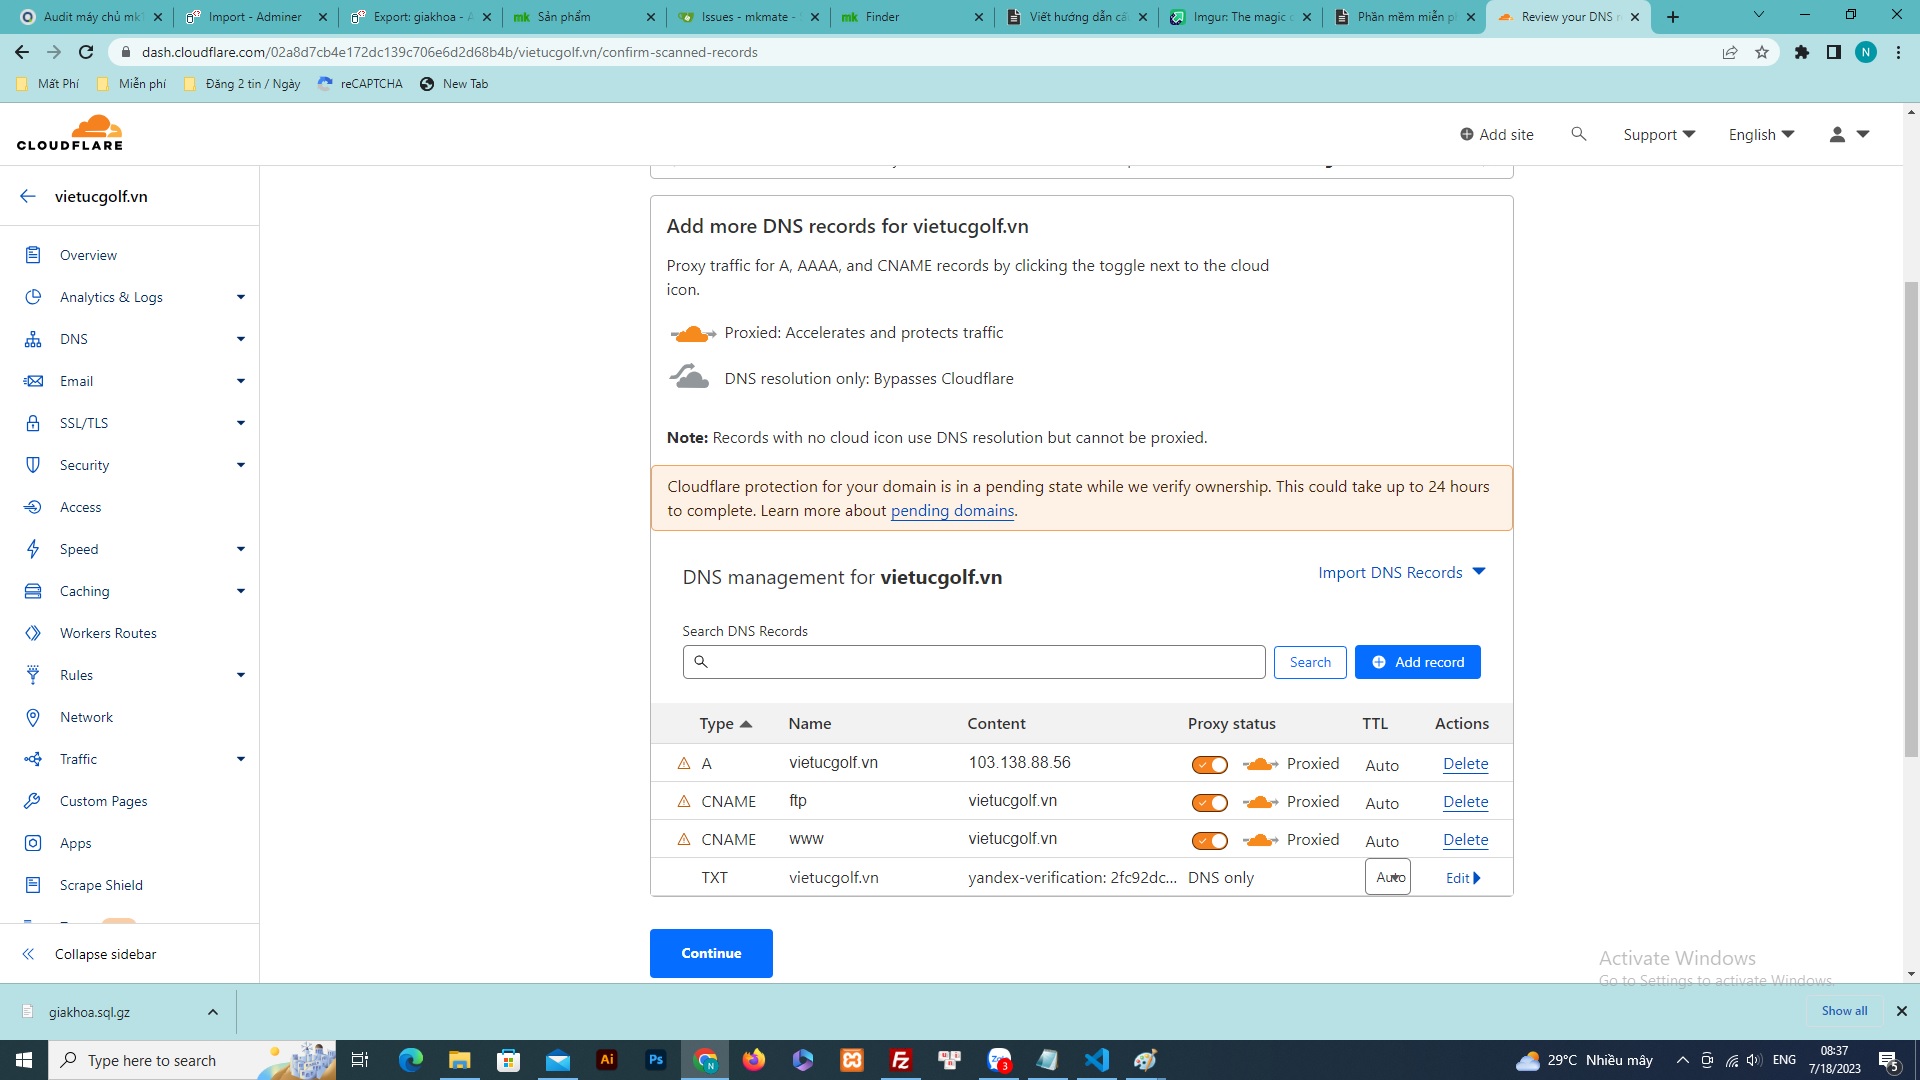 Audit máy chủ mk
Import - Adminer
Export: giakhoa - A
Sản phẩm
Issues - mkmate -
Finder
Viết hướng dẫn cà
Imgur: The magic
Phần mềm miễn p
Review your DNS
dash.cloudflare.com/02a8d7cb4e172dc139c706e6d2d68b4b/vietucgolf.vn/confirm-scanned-records
N
Mất Phí
Miễn phí
Đăng 2 tin / Ngày
reCAPTCHA
New Tab
CLOUDFLARE
Add site
Support
English
vietucgolf.vn
Overview
Analytics & Logs
DNS
Email
SSL/TLS
Security
Access
Speed
Caching
Workers Routes
Rules
Network
Traffic
Custom Pages
Apps
Scrape Shield
Collapse sidebar
Add more DNS records for vietucgolf.vn
Proxy traffic for A, AAAA, and CNAME records by clicking the toggle next to the cloud
icon.
Proxied: Accelerates and protects traffic
DNS resolution only: Bypasses Cloudflare
Note: Records with no cloud icon use DNS resolution but cannot be proxied.
Cloudflare protection for your domain is in a pending state while we verify ownership. This could take up to 24 hours
to complete. Learn more about pending domains.
DNS management for vietucgolf.vn
Import DNS Records
Search DNS Records
Search
Add record
Type Name Content Proxy status TTL Actions
A vietucgolf.vn 103.138.88.56 Proxied Auto Delete
CNAME ftp vietucgolf.vn Proxied Auto Delete
CNAME www vietucgolf.vn Proxied Auto Delete
TXT vietucgolf.vn yandex-verification: 2fc92dc... DNS only Auto Edit
Continue
Activate Windows
Go to Settings to activate Windows.
giakhoa.sql.gz
Show all
Type here to search
29°C Nhiều mây
ENG
08:37
7/18/2023
5